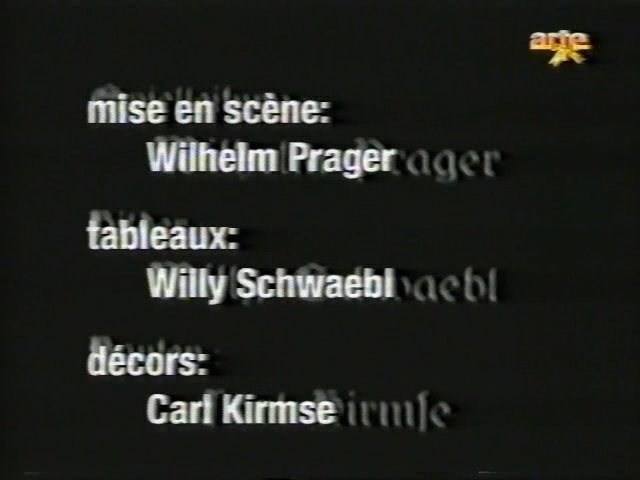 arte
mise en scène:
Wilhelm Prager
tableaux:
Willy Schwaebl
décors:
Carl Kirmse